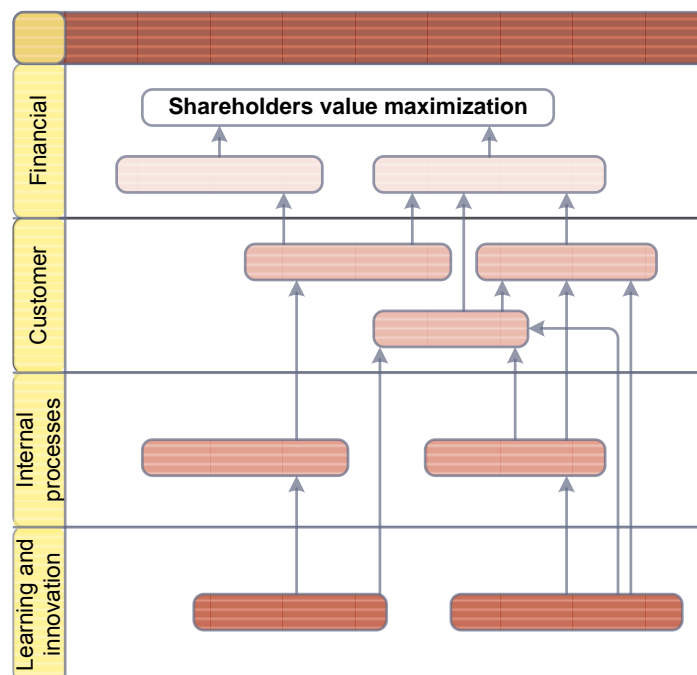 Shareholders value maximization
Financial
Customer
Internal
processes
Learning and
innovation